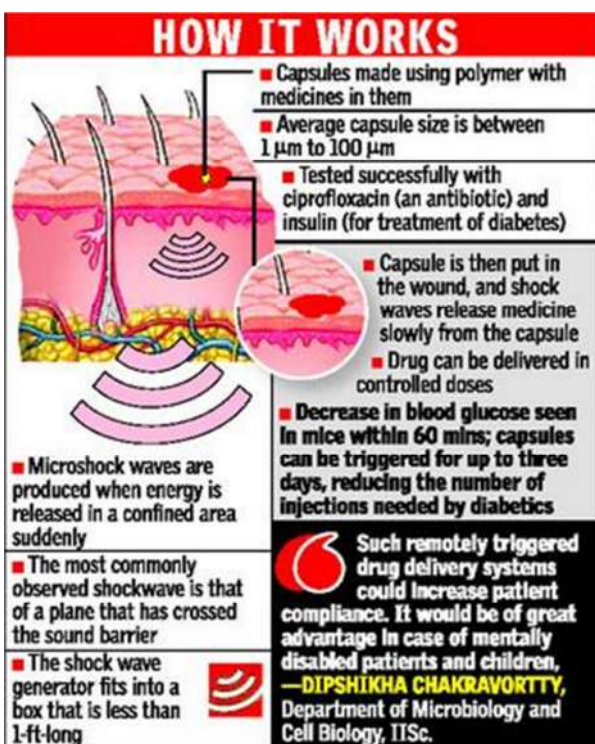 HOW IT WORKS
■ Capsules made using polymer with
medicines in them
■ Average capsule size is between
1 µm to 100 µm
■ Tested successfully with
ciprofloxacin (an antibiotic) and
insulin (for treatment of diabetes)
■ Capsule is then put in
the wound, and shock
waves release medicine
slowly from the capsule
■ Drug can be delivered in
controlled doses
■ Decrease in blood glucose seen
in mice within 60 mins; capsules
can be triggered for up to three
days, reducing the number of
injections needed by diabetics
■ Microshock waves are
produced when energy is
released in a confined area
suddenly
■ The most commonly
observed shockwave is that
of a plane that has crossed
the sound barrier
■ The shock wave
generator fits into a
box that is less than
1-ft-long
Such remotely triggered
drug delivery systems
could increase patient
compliance. It would be of great
advantage in case of mentally
disabled patients and children,
—DIPSHIKHA CHAKRAVORTTY,
Department of Microbiology and
Cell Biology, IISc.